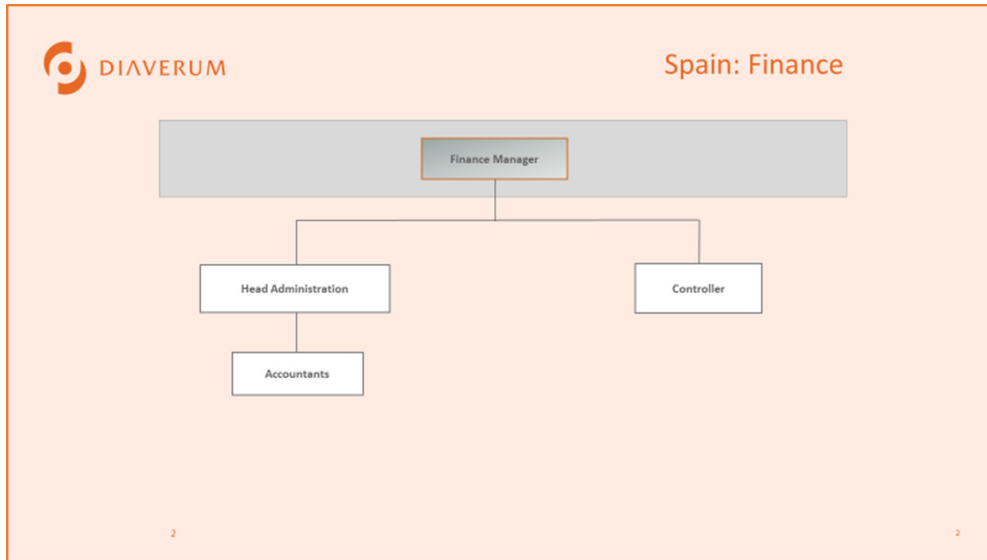 DIAVERUM
Spain: Finance
Finance Manager
Head Administration
Controller
Accountants
2
2